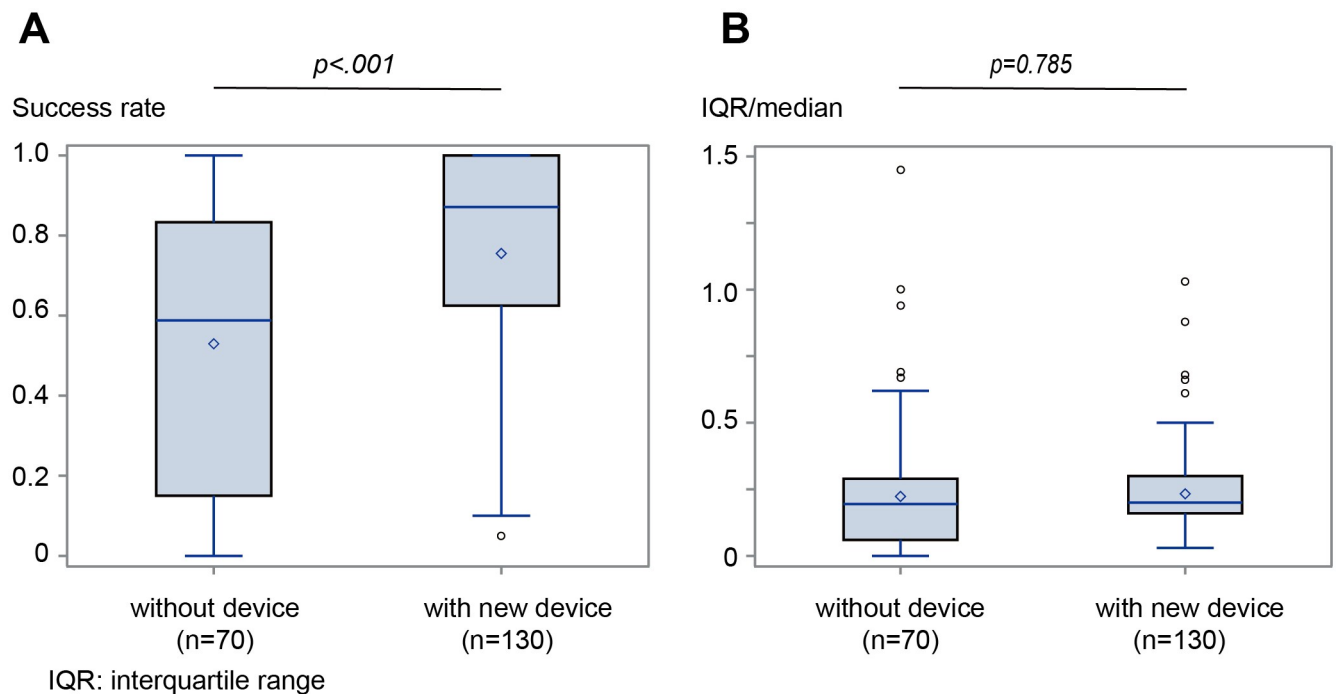 A
p<.001
Success rate
1.0
0.8
0.6
0.4
0.2
0
without device
(n=70)
with new device
(n=130)
IQR: interquartile range
B
p=0.785
IQR/median
1.5
1.0
0.5
0
without device
(n=70)
with new device
(n=130)